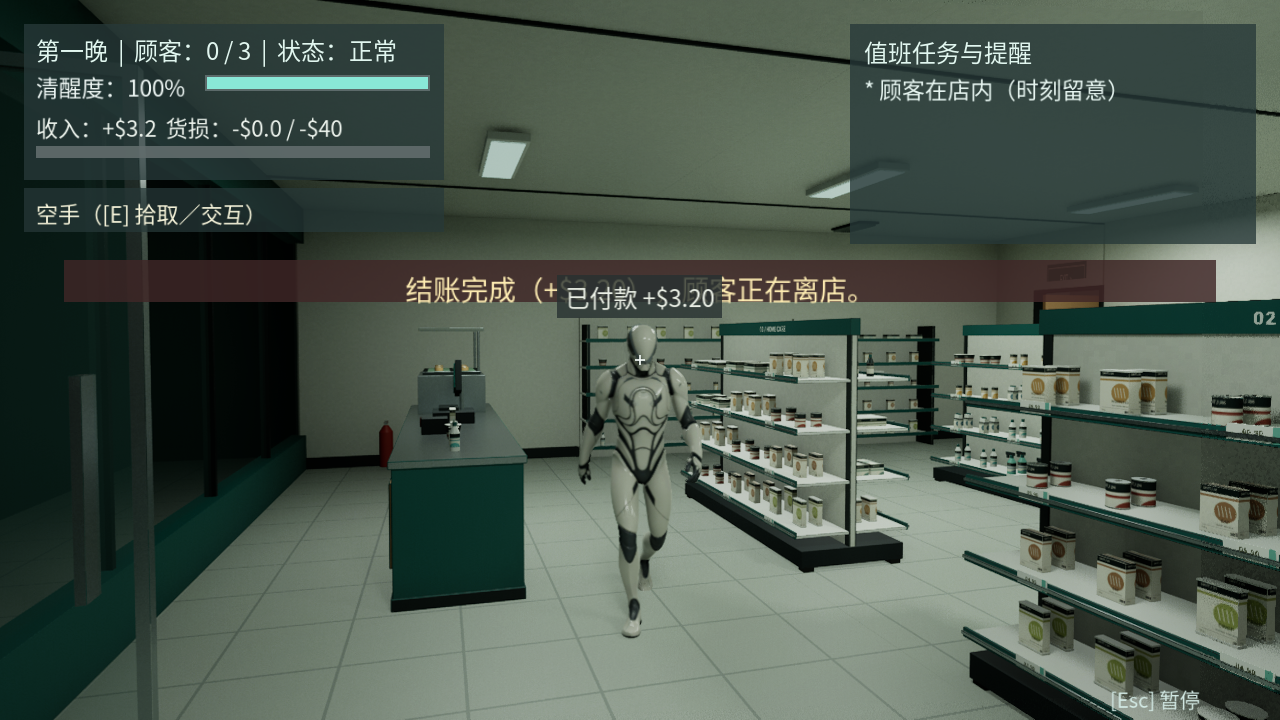 第一晚 | 顾客：0 / 3 | 状态：正常
清醒度：100%
收入：+$3.2 货损：-$0.0 / -$40
空手（[E] 拾取／交互）
值班任务与提醒
* 顾客在店内（时刻留意）
结账完成（+$3.20） 顾客正在离店。
已付款 +$3.20
02
[Esc] 暂停